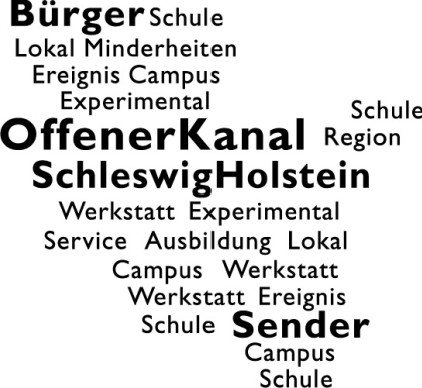 Bürger Schule
Lokal Minderheiten
Ereignis Campus
Experimental
Schule
OffenerKanal Region
SchleswigHolstein
Werkstatt Experimental
Service Ausbildung Lokal
Campus Werkstatt
Werkstatt Ereignis
Schule Sender
Campus
Schule